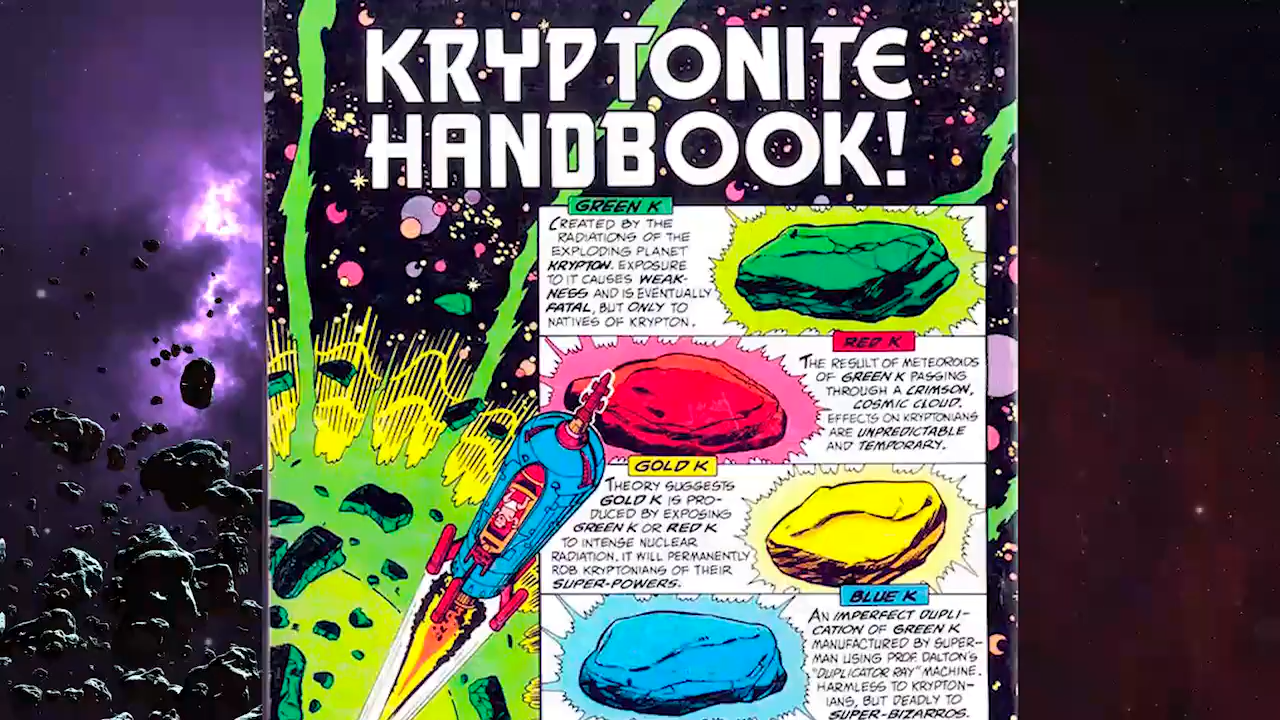 KRYPTONITE
HANDBOOK!
GREEN K
CREATED BY THE
RADIATIONS OF THE
EXPLODING PLANET
KRYPTON. EXPOSURE
TO IT CAUSES WEAK-
NESS AND IS EVENTUALLY
FATAL, BUT ONLY TO
NATIVES OF KRYPTON.
RED K
THE RESULT OF METEOROIDS
OF GREEN K PASSING
THROUGH A CRIMSON,
COSMIC CLOUD.
EFFECTS ON KRYPTONIANS
ARE UNPREDICTABLE
AND TEMPORARY.
GOLD K
THEORY SUGGESTS
GOLD K IS PRO-
DUCED BY EXPOSING
GREEN K OR RED K
TO INTENSE NUCLEAR
RADIATION. IT WILL PERMANENTLY
ROB KRYPTONIANS OF THEIR
SUPER-POWERS.
BLUE K
AN IMPERFECT DUPLI-
CATION OF GREEN K
MANUFACTURED BY SUPER-
MAN USING PROF. DALTON'S
"DUPLICATOR RAY" MACHINE.
HARMLESS TO KRYPTON-
IANS, BUT DEADLY TO
SUPER-BIZARROS.